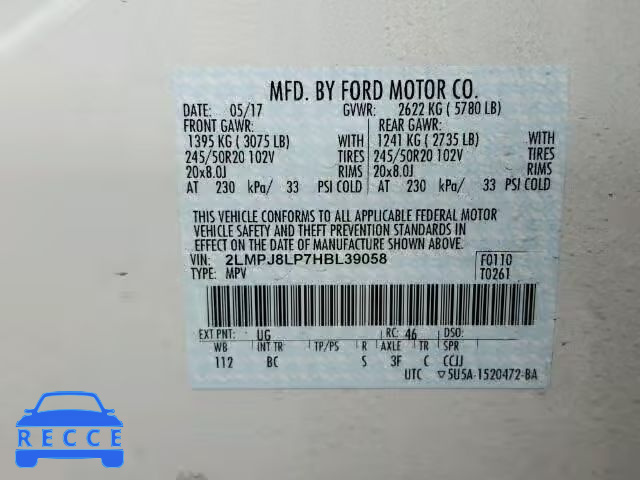 MFD. BY FORD MOTOR CO.
DATE: 05/17 GVWR: 2622 KG ( 5780 LB)
FRONT GAWR: REAR GAWR:
1395 KG ( 3075 LB) WITH 1241 KG ( 2735 LB) WITH
245/50R20 102V TIRES 245/50R20 102V TIRES
20x8.0J RIMS 20x8.0J RIMS
AT 230 kPa/ 33 PSI COLD AT 230 kPa/ 33 PSI COLD
THIS VEHICLE CONFORMS TO ALL APPLICABLE FEDERAL MOTOR
VEHICLE SAFETY AND THEFT PREVENTION STANDARDS IN
EFFECT ON THE DATE OF MANUFACTURE SHOWN ABOVE.
VIN: 2LMPJ8LP7HBL39058 F0110
TYPE: MPV T0261
EXT PNT: UG RC: 46 DSO:
WB INT TR TP/PS R AXLE TR SPR
112 BC S 3F C CCJJ
UTC ▽5U5A-1520472-BA
RECCE